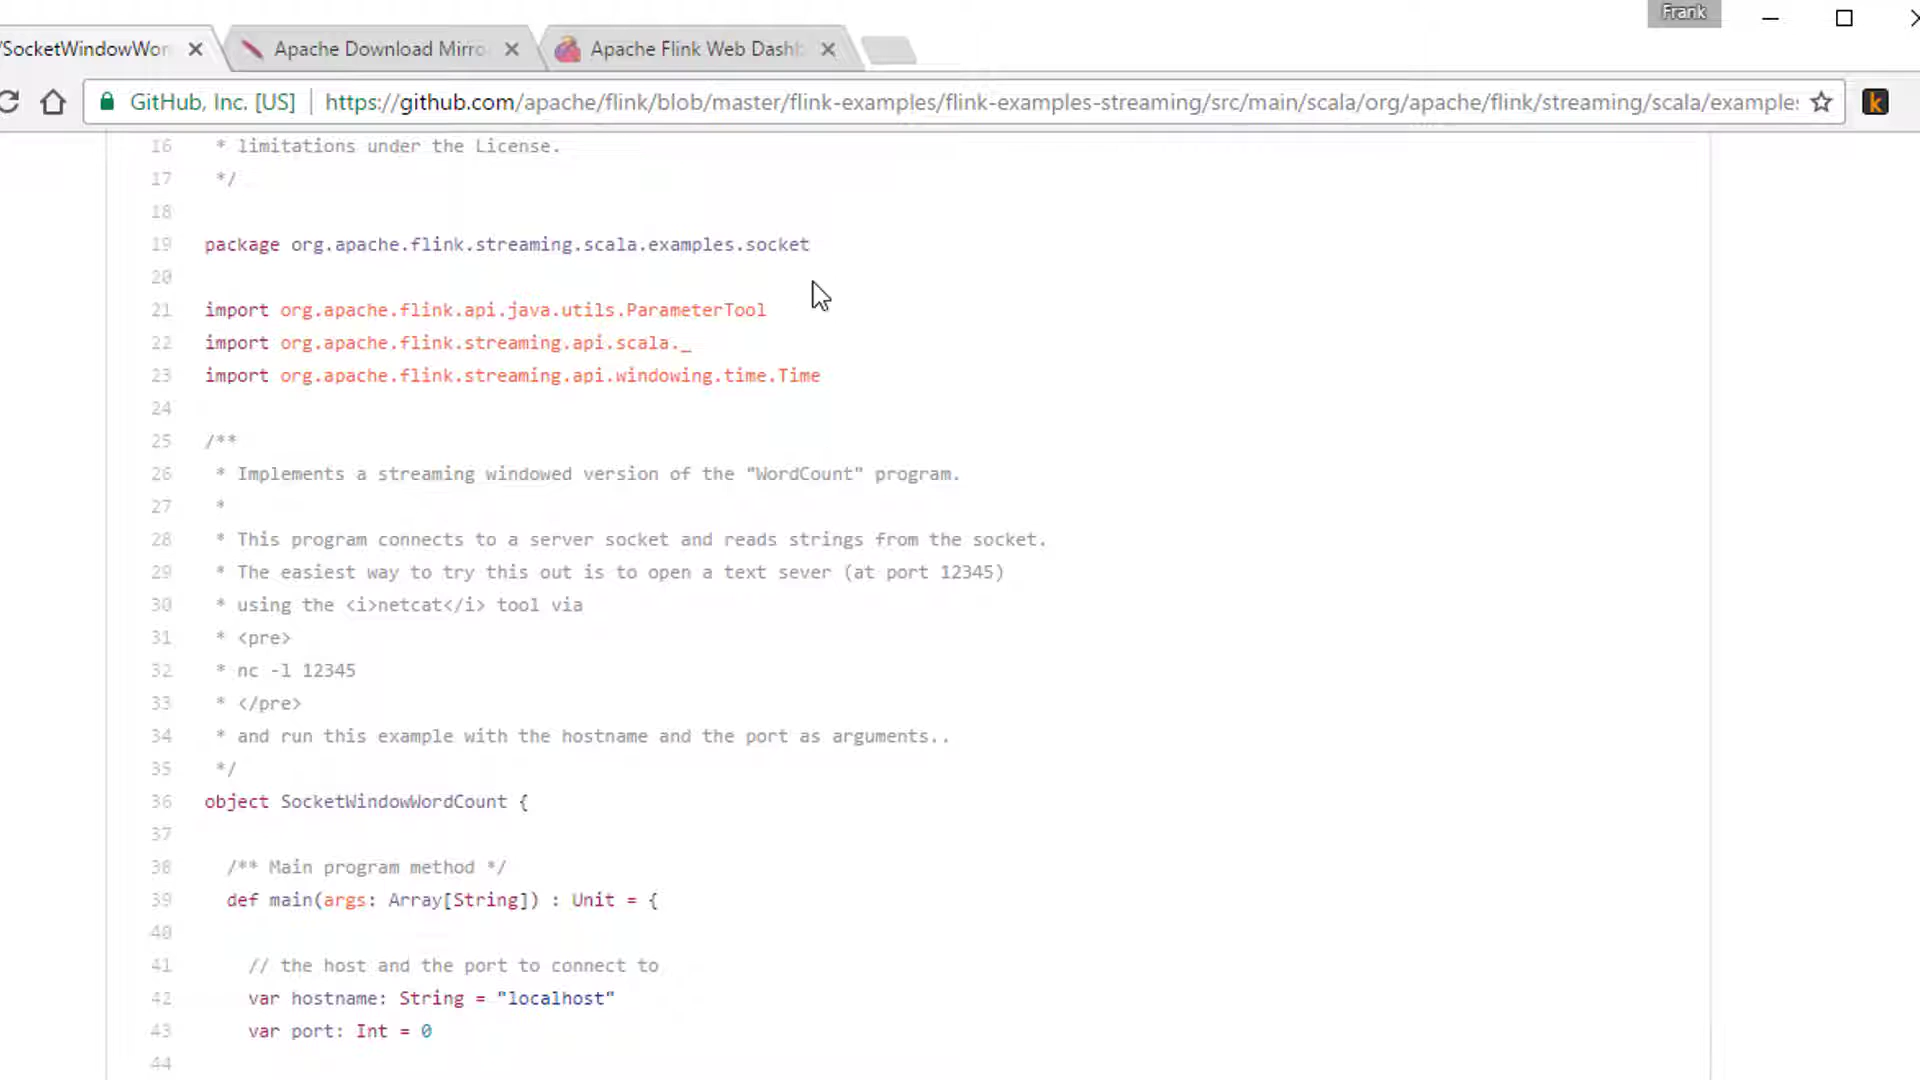 Frank
/SocketWindowWor
Apache Download Mirro
Apache Flink Web Dashb
GitHub, Inc. [US]
https://github.com/apache/flink/blob/master/flink-examples/flink-examples-streaming/src/main/scala/org/apache/flink/streaming/scala/examples
k
16 * limitations under the License.
17 */
18
19 package org.apache.flink.streaming.scala.examples.socket
20
21 import org.apache.flink.api.java.utils.ParameterTool
22 import org.apache.flink.streaming.api.scala._
23 import org.apache.flink.streaming.api.windowing.time.Time
24
25 /**
26 * Implements a streaming windowed version of the "WordCount" program.
27 *
28 * This program connects to a server socket and reads strings from the socket.
29 * The easiest way to try this out is to open a text sever (at port 12345)
30 * using the <i>netcat</i> tool via
31 * <pre>
32 * nc -l 12345
33 * </pre>
34 * and run this example with the hostname and the port as arguments..
35 */
36 object SocketWindowWordCount {
37
38 /** Main program method */
39 def main(args: Array[String]) : Unit = {
40
41 // the host and the port to connect to
42 var hostname: String = "localhost"
43 var port: Int = 0
44